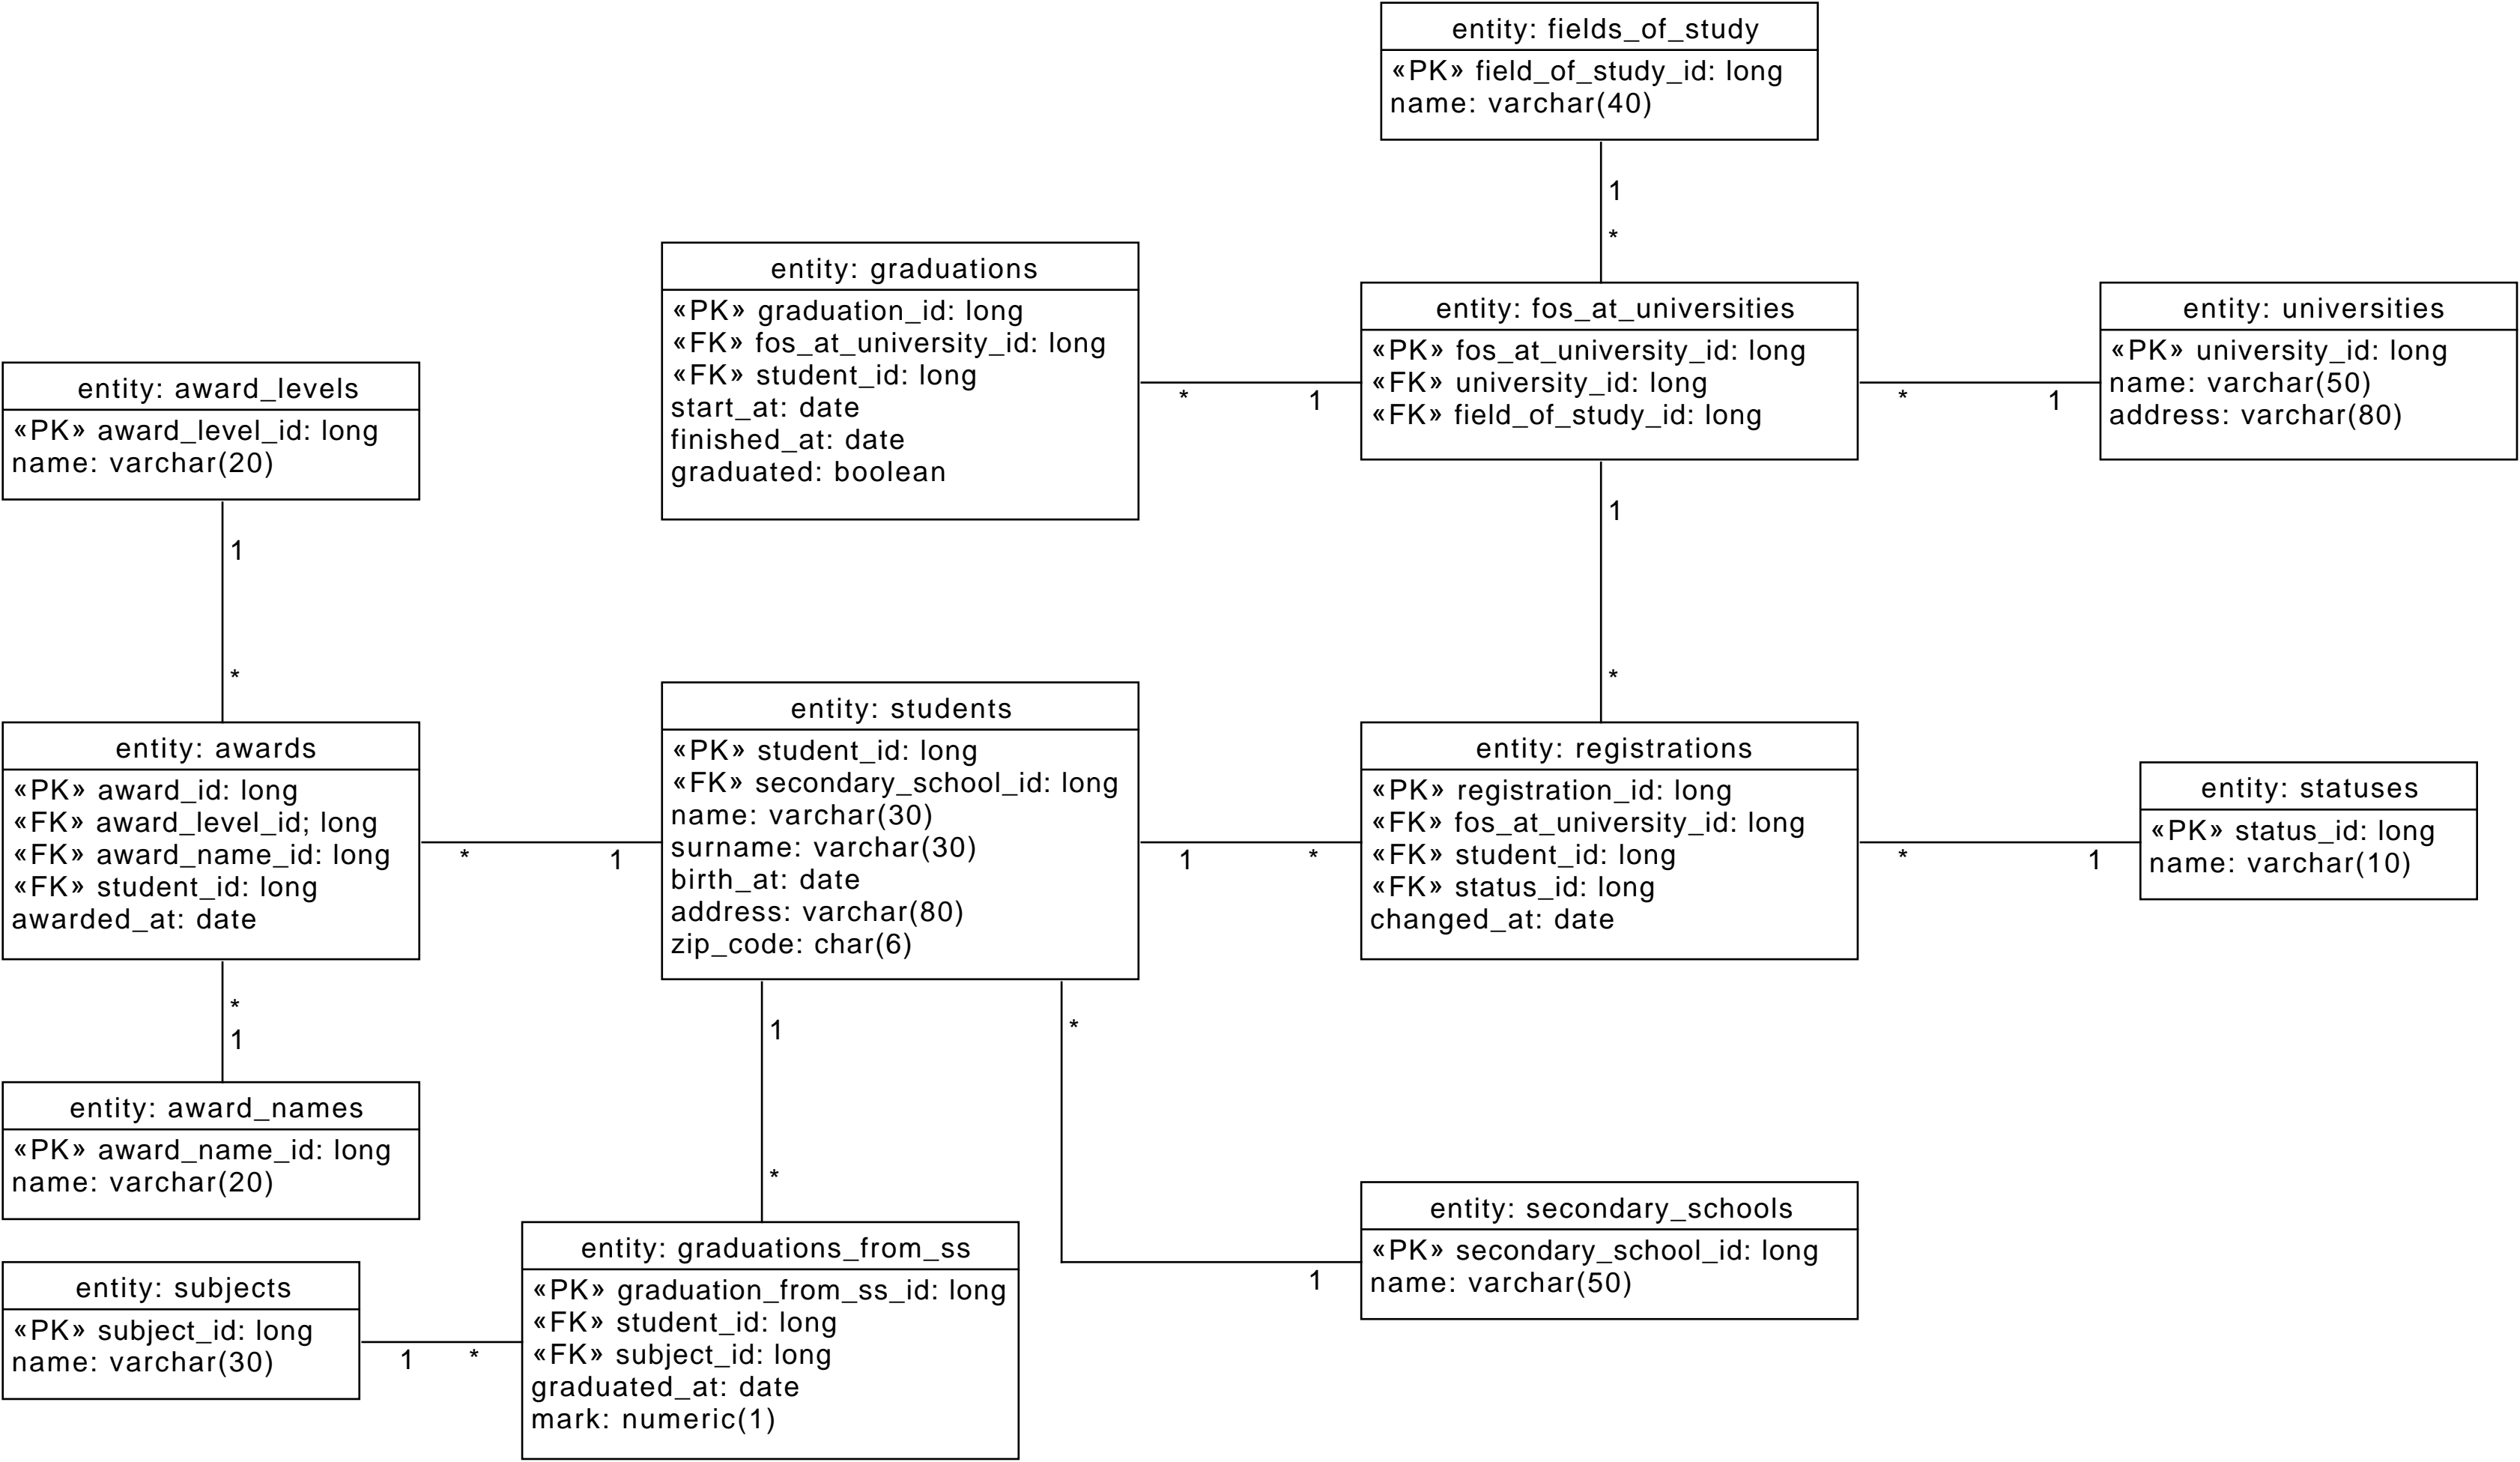 entity: fields_of_study
«PK» field_of_study_id: long
name: varchar(40)
1
*
entity: graduations
«PK» graduation_id: long
«FK» fos_at_university_id: long
«FK» student_id: long
start_at: date
finished_at: date
graduated: boolean
* 1
entity: fos_at_universities
«PK» fos_at_university_id: long
«FK» university_id: long
«FK» field_of_study_id: long
* 1
entity: universities
«PK» university_id: long
name: varchar(50)
address: varchar(80)
entity: award_levels
«PK» award_level_id: long
name: varchar(20)
1
*
1
*
entity: awards
«PK» award_id: long
«FK» award_level_id; long
«FK» award_name_id: long
«FK» student_id: long
awarded_at: date
* 1
entity: students
«PK» student_id: long
«FK» secondary_school_id: long
name: varchar(30)
surname: varchar(30)
birth_at: date
address: varchar(80)
zip_code: char(6)
1 *
entity: registrations
«PK» registration_id: long
«FK» fos_at_university_id: long
«FK» student_id: long
«FK» status_id: long
changed_at: date
* 1
entity: statuses
«PK» status_id: long
name: varchar(10)
*
1
entity: award_names
«PK» award_name_id: long
name: varchar(20)
1
*
*
1
entity: secondary_schools
«PK» secondary_school_id: long
name: varchar(50)
entity: subjects
«PK» subject_id: long
name: varchar(30)
1 *
entity: graduations_from_ss
«PK» graduation_from_ss_id: long
«FK» student_id: long
«FK» subject_id: long
graduated_at: date
mark: numeric(1)